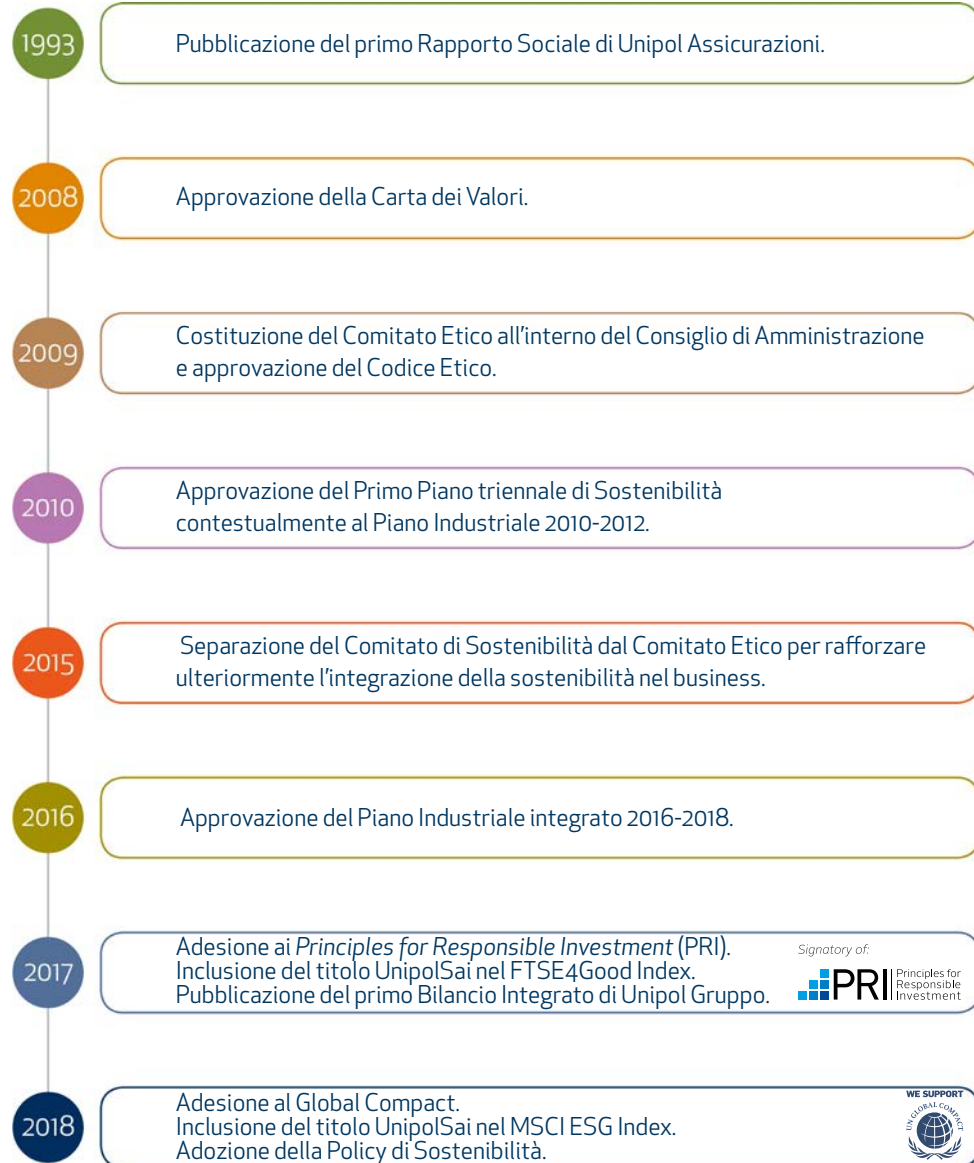 1993
Pubblicazione del primo Rapporto Sociale di Unipol Assicurazioni.
2008
Approvazione della Carta dei Valori.
2009
Costituzione del Comitato Etico all'interno del Consiglio di Amministrazione
e approvazione del Codice Etico.
2010
Approvazione del Primo Piano triennale di Sostenibilità
contestualmente al Piano Industriale 2010-2012.
2015
Separazione del Comitato di Sostenibilità dal Comitato Etico per rafforzare
ulteriormente l'integrazione della sostenibilità nel business.
2016
Approvazione del Piano Industriale integrato 2016-2018.
2017
Adesione ai Principles for Responsible Investment (PRI).
Inclusione del titolo UnipolSai nel FTSE4Good Index.
Pubblicazione del primo Bilancio Integrato di Unipol Gruppo.
Signatory of:
PRI
Principles for
Responsible
Investment
2018
Adesione al Global Compact.
Inclusione del titolo UnipolSai nel MSCI ESG Index.
Adozione della Policy di Sostenibilità.
WE SUPPORT
UN GLOBAL COMPACT